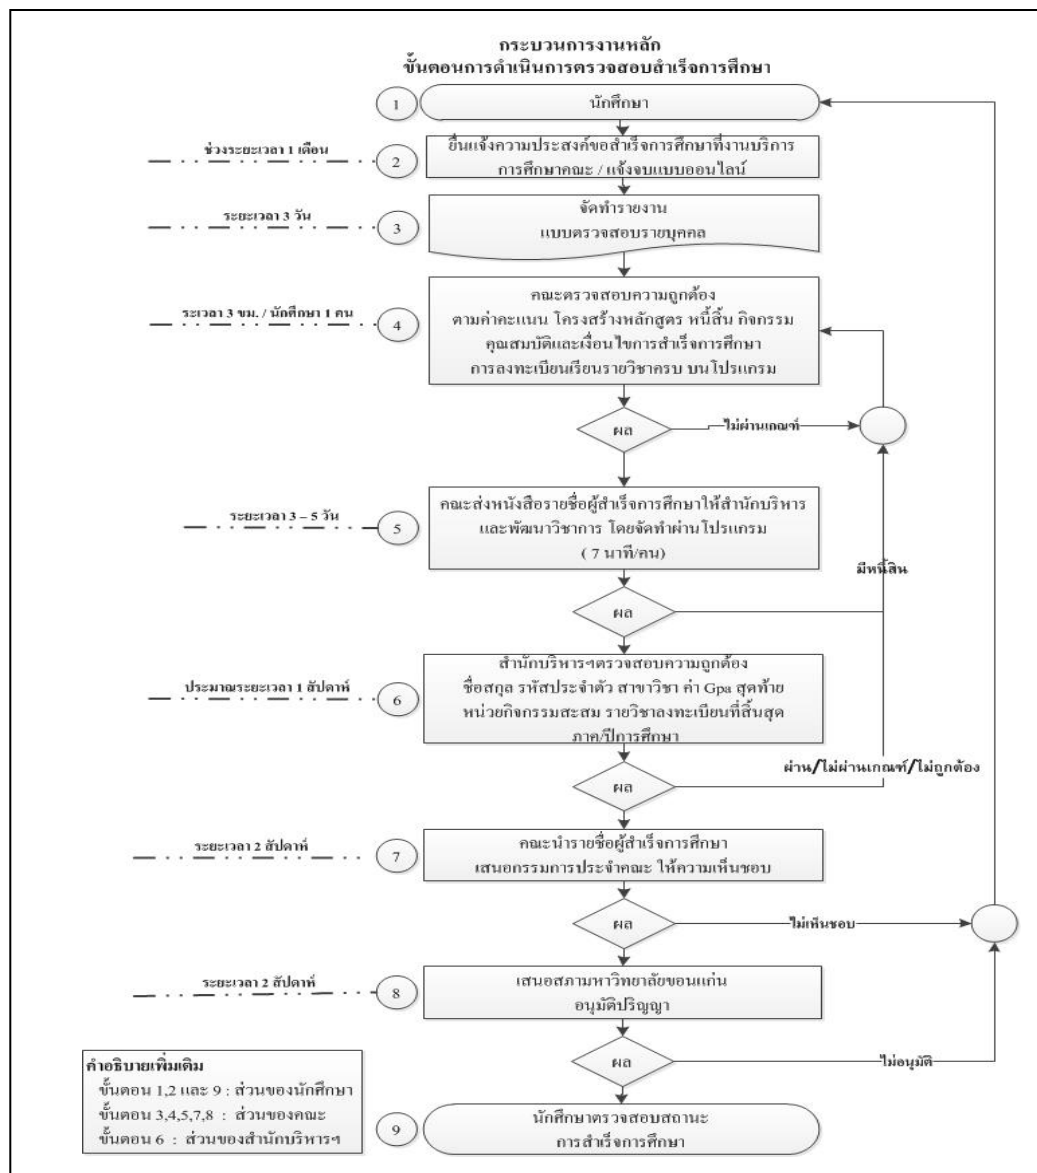 กระบวนการงานหลัก
ขั้นตอนการดำเนินการตรวจสอบสำเร็จการศึกษา
1
นักศึกษา
ช่วงระยะเวลา 1 เดือน
2
ยื่นแจ้งความประสงค์ขอสำเร็จการศึกษาที่งานบริการ
การศึกษาคณะ / แจ้งจบแบบออนไลน์
ระยะเวลา 3 วัน
3
จัดทำรายงาน
แบบตรวจสอบรายบุคคล
ระเวลา 3 ชม. / นักศึกษา 1 คน
4
คณะตรวจสอบความถูกต้อง
ตามค่าคะแนน โครงสร้างหลักสูตร หนี้สิ้น กิจกรรม
คุณสมบัติและเงื่อนไขการสำเร็จการศึกษา
การลงทะเบียนเรียนรายวิชาครบ บนโปรแกรม
ผล
ไม่ผ่านเกณฑ์
ระยะเวลา 3 – 5 วัน
5
คณะส่งหนังสือรายชื่อผู้สำเร็จการศึกษาให้สำนักบริหาร
และพัฒนาวิชาการ โดยจัดทำผ่านโปรแกรม
( 7 นาที/คน)
มีหนี้สิน
ผล
ประมาณระยะเวลา 1 สัปดาห์
6
สำนักบริหารฯตรวจสอบความถูกต้อง
ชื่อสกุล รหัสประจำตัว สาขาวิชา ค่า Gpa สุดท้าย
หน่วยกิจกรรมสะสม รายวิชาลงทะเบียนที่สิ้นสุด
ภาค/ปีการศึกษา
ผ่าน/ไม่ผ่านเกณฑ์/ไม่ถูกต้อง
ผล
ระยะเวลา 2 สัปดาห์
7
คณะนำรายชื่อผู้สำเร็จการศึกษา
เสนอกรรมการประจำคณะ ให้ความเห็นชอบ
ผล
ไม่เห็นชอบ
ระยะเวลา 2 สัปดาห์
8
เสนอสภามหาวิทยาลัยขอนแก่น
อนุมัติปริญญา
ผล
ไม่อนุมัติ
คำอธิบายเพิ่มเติม
ขั้นตอน 1,2 และ 9 : ส่วนของนักศึกษา
ขั้นตอน 3,4,5,7,8 : ส่วนของคณะ
ขั้นตอน 6 : ส่วนของสำนักบริหารฯ
9
นักศึกษาตรวจสอบสถานะ
การสำเร็จการศึกษา